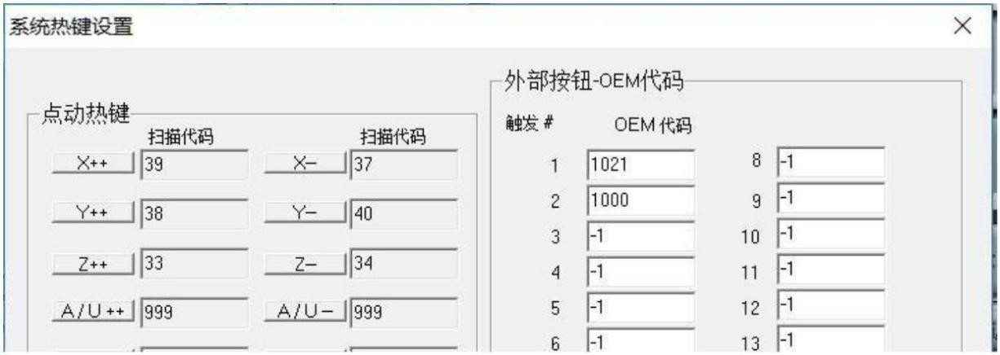 系统热键设置
点动热键
扫描代码 扫描代码
X++ 39 X- 37
Y++ 38 Y- 40
Z++ 33 Z- 34
A/U++ 999 A/U- 999
外部按钮-OEM代码
触发 # OEM 代码
1 1021 8 -1
2 1000 9 -1
3 -1 10 -1
4 -1 11 -1
5 -1 12 -1
6 -1 13 -1